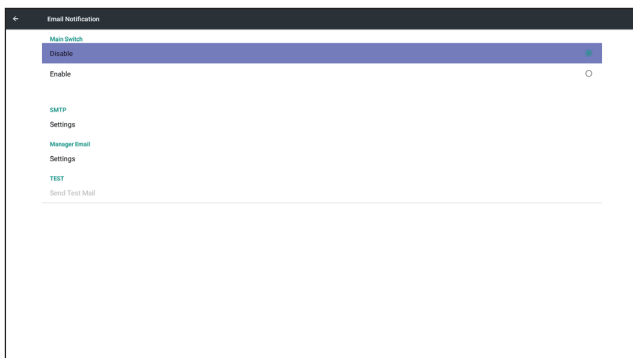 Email Notification
Main Switch
Disable
Enable
SMTP
Settings
Manager Email
Settings
TEST
Send Test Mail